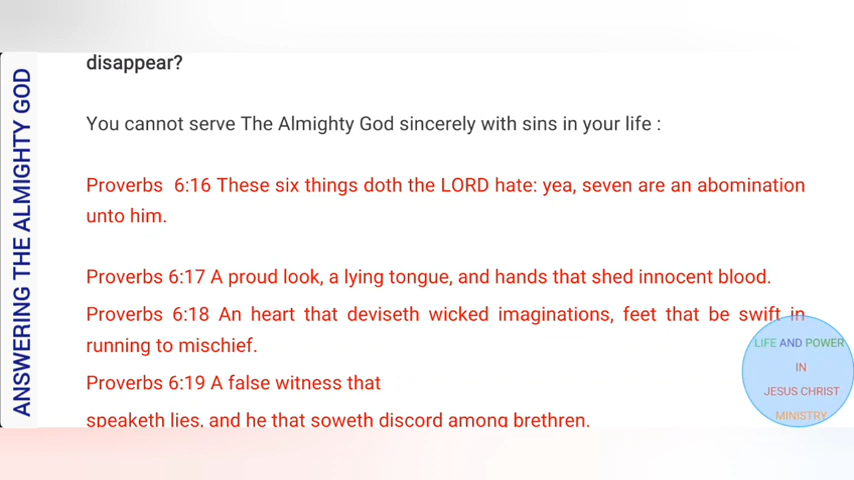 ANSWERING THE ALMIGHTY GOD
disappear?
You cannot serve The Almighty God sincerely with sins in your life :
Proverbs 6:16 These six things doth the LORD hate: yea, seven are an abomination
unto him.
Proverbs 6:17 A proud look, a lying tongue, and hands that shed innocent blood.
Proverbs 6:18 An heart that deviseth wicked imaginations, feet that be swift in
running to mischief.
Proverbs 6:19 A false witness that
speaketh lies, and he that soweth discord among brethren.
LIFE AND POWER
IN
JESUS CHRIST
MINISTRY